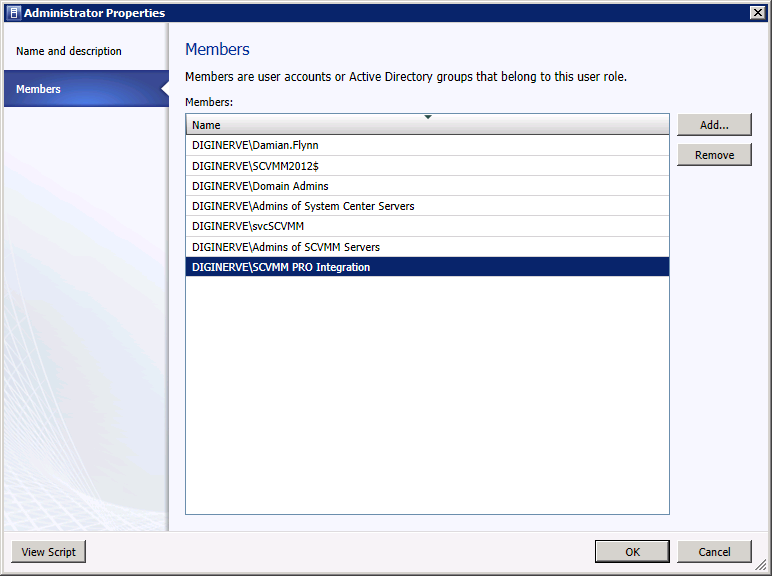 Administrator Properties
Name and description
Members
Members
Members are user accounts or Active Directory groups that belong to this user role.
Members:
Name
DIGINERVE\Damian.Flynn
DIGINERVE\SCVMM2012$
DIGINERVE\Domain Admins
DIGINERVE\Admins of System Center Servers
DIGINERVE\svcSCVMM
DIGINERVE\Admins of SCVMM Servers
DIGINERVE\SCVMM PRO Integration
Add...
Remove
View Script
OK
Cancel